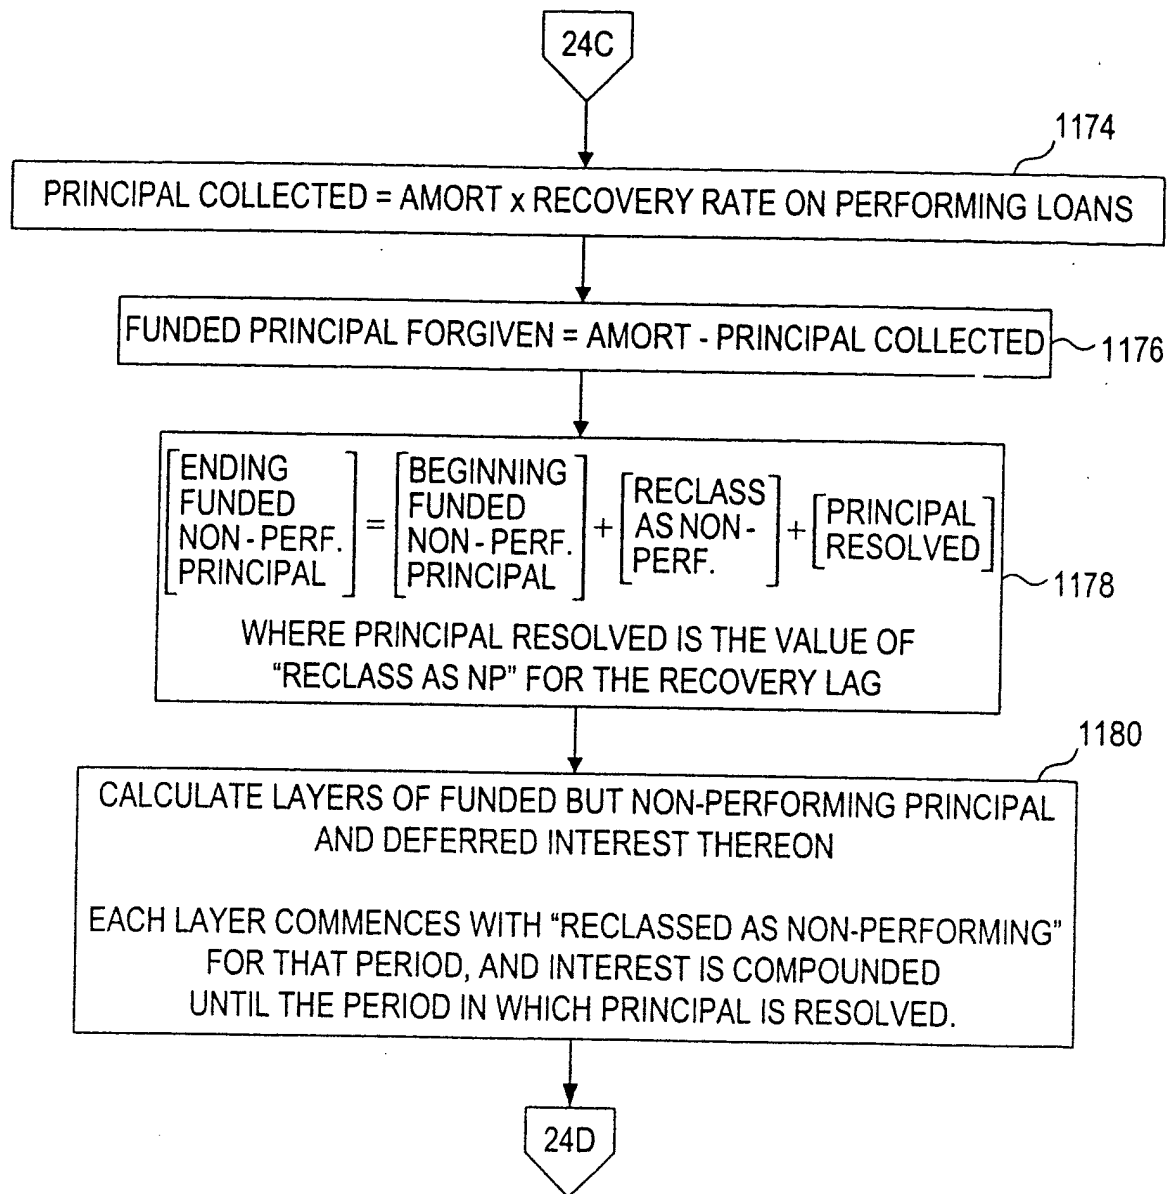 24C
1174
PRINCIPAL COLLECTED = AMORT x RECOVERY RATE ON PERFORMING LOANS
FUNDED PRINCIPAL FORGIVEN = AMORT - PRINCIPAL COLLECTED
1176
[ENDING FUNDED NON-PERF. PRINCIPAL] = [BEGINNING FUNDED NON-PERF. PRINCIPAL] + [RECLASS AS NON-PERF.] + [PRINCIPAL RESOLVED]
1178
WHERE PRINCIPAL RESOLVED IS THE VALUE OF
"RECLASS AS NP" FOR THE RECOVERY LAG
1180
CALCULATE LAYERS OF FUNDED BUT NON-PERFORMING PRINCIPAL
AND DEFERRED INTEREST THEREON
EACH LAYER COMMENCES WITH "RECLASSED AS NON-PERFORMING"
FOR THAT PERIOD, AND INTEREST IS COMPOUNDED
UNTIL THE PERIOD IN WHICH PRINCIPAL IS RESOLVED.
24D